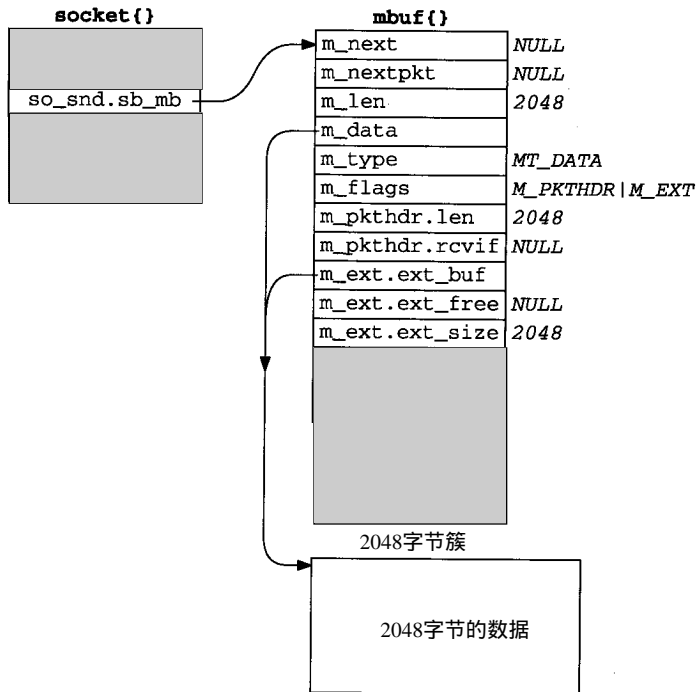 socket{}
mbuf{}
so_snd.sb_mb
m_next NULL
m_nextpkt NULL
m_len 2048
m_data
m_type MT_DATA
m_flags M_PKTHDR|M_EXT
m_pkthdr.len 2048
m_pkthdr.rcvif NULL
m_ext.ext_buf
m_ext.ext_free NULL
m_ext.ext_size 2048
2048字节簇
2048字节的数据